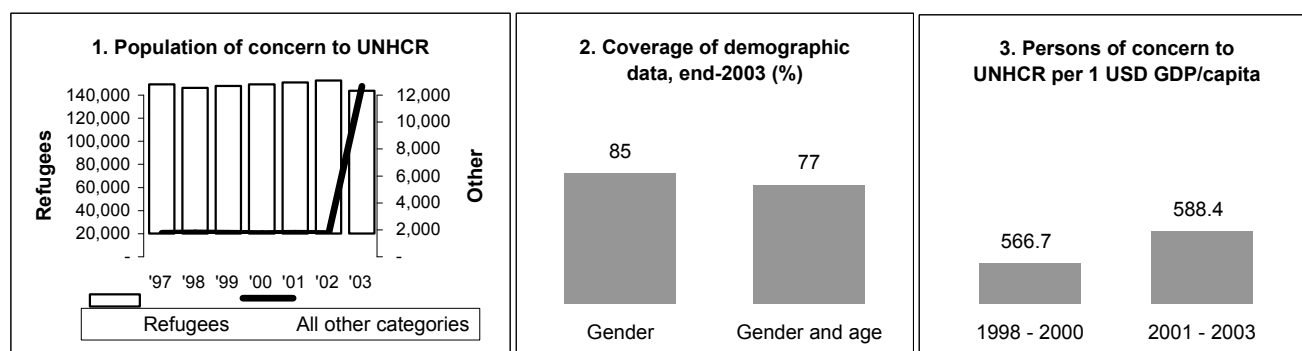 1. Population of concern to UNHCR
Refugees
140,000
120,000
100,000
80,000
60,000
40,000
20,000
-
12,000
10,000
8,000
6,000
4,000
2,000
-
Other
'97 '98 '99 '00 '01 '02 '03
Refugees All other categories
2. Coverage of demographic
data, end-2003 (%)
85
77
Gender
Gender and age
3. Persons of concern to
UNHCR per 1 USD GDP/capita
566.7
588.4
1998 - 2000
2001 - 2003